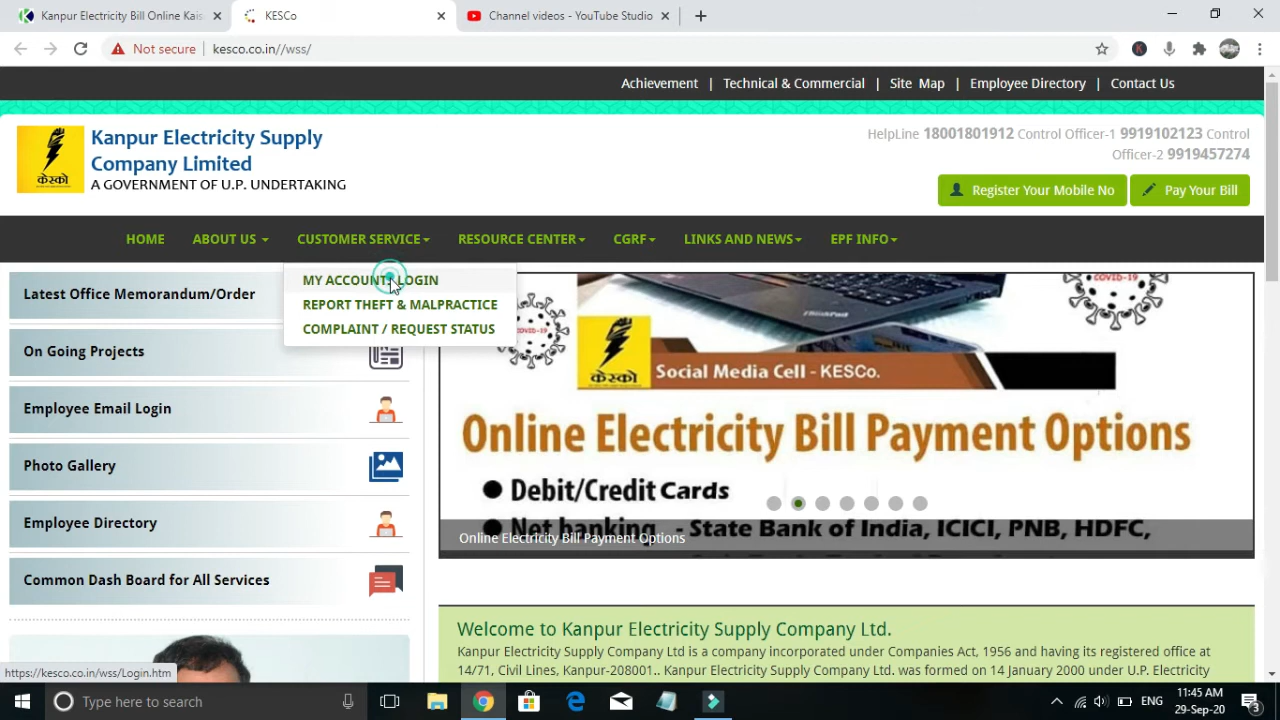 Kanpur Electricity Bill Online Kais
KESCo
Channel videos - YouTube Studio
Not secure | kesco.co.in//wss/
Achievement | Technical & Commercial | Site Map | Employee Directory | Contact Us
Kanpur Electricity Supply
Company Limited
A GOVERNMENT OF U.P. UNDERTAKING
केस्को
HelpLine 18001801912 Control Officer-1 9919102123 Control
Officer-2 9919457274
Register Your Mobile No
Pay Your Bill
HOME ABOUT US CUSTOMER SERVICE RESOURCE CENTER CGRF LINKS AND NEWS EPF INFO
MY ACCOUNT LOGIN
REPORT THEFT & MALPRACTICE
COMPLAINT / REQUEST STATUS
Latest Office Memorandum/Order
On Going Projects
Employee Email Login
Photo Gallery
Employee Directory
Common Dash Board for All Services
COVID-19
ThinkPad
केस्को
Social Media Cell - KESCo.
Online Electricity Bill Payment Options
● Debit/Credit Cards
● Net banking - State Bank of India, ICICI, PNB, HDFC,
Online Electricity Bill Payment Options
Welcome to Kanpur Electricity Supply Company Ltd.
Kanpur Electricity Supply Company Ltd is a company incorporated under Companies Act, 1956 and having its registered office at
14/71, Civil Lines, Kanpur-208001.. Kanpur Electricity Supply Company Ltd. was formed on 14 January 2000 under U.P. Electricity
https://kesco.co.in/wss/Login.htm
Type here to search
ENG
11:45 AM
29-Sep-20
3